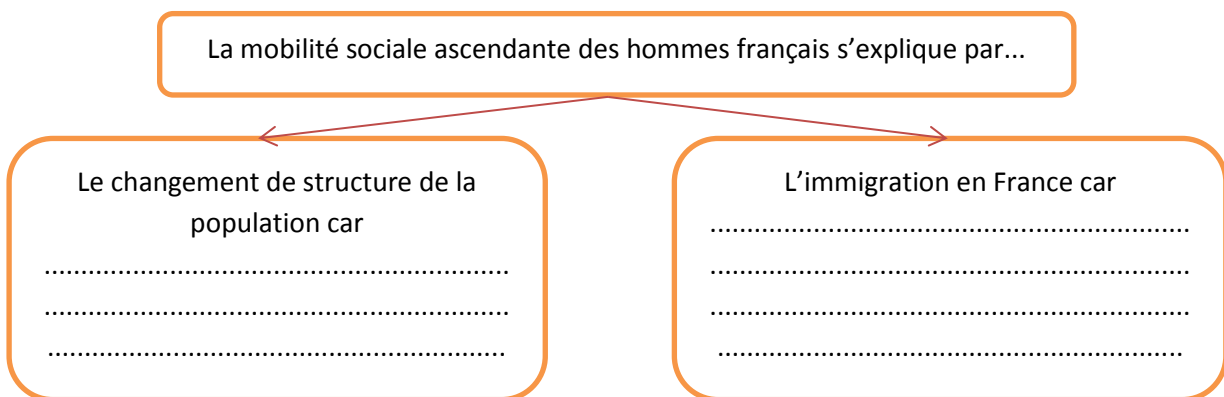 La mobilité sociale ascendante des hommes français s’explique par...
Le changement de structure de la
population car
...............................................................
...............................................................
..............................................................
L’immigration en France car
.................................................................
.................................................................
.................................................................
...............................................................